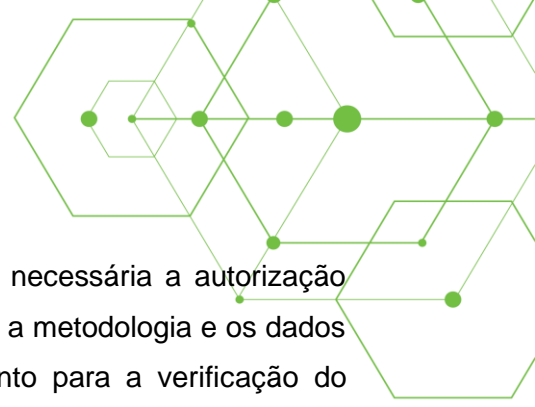 necessária a autorização
a metodologia e os dados
nto para a verificação do